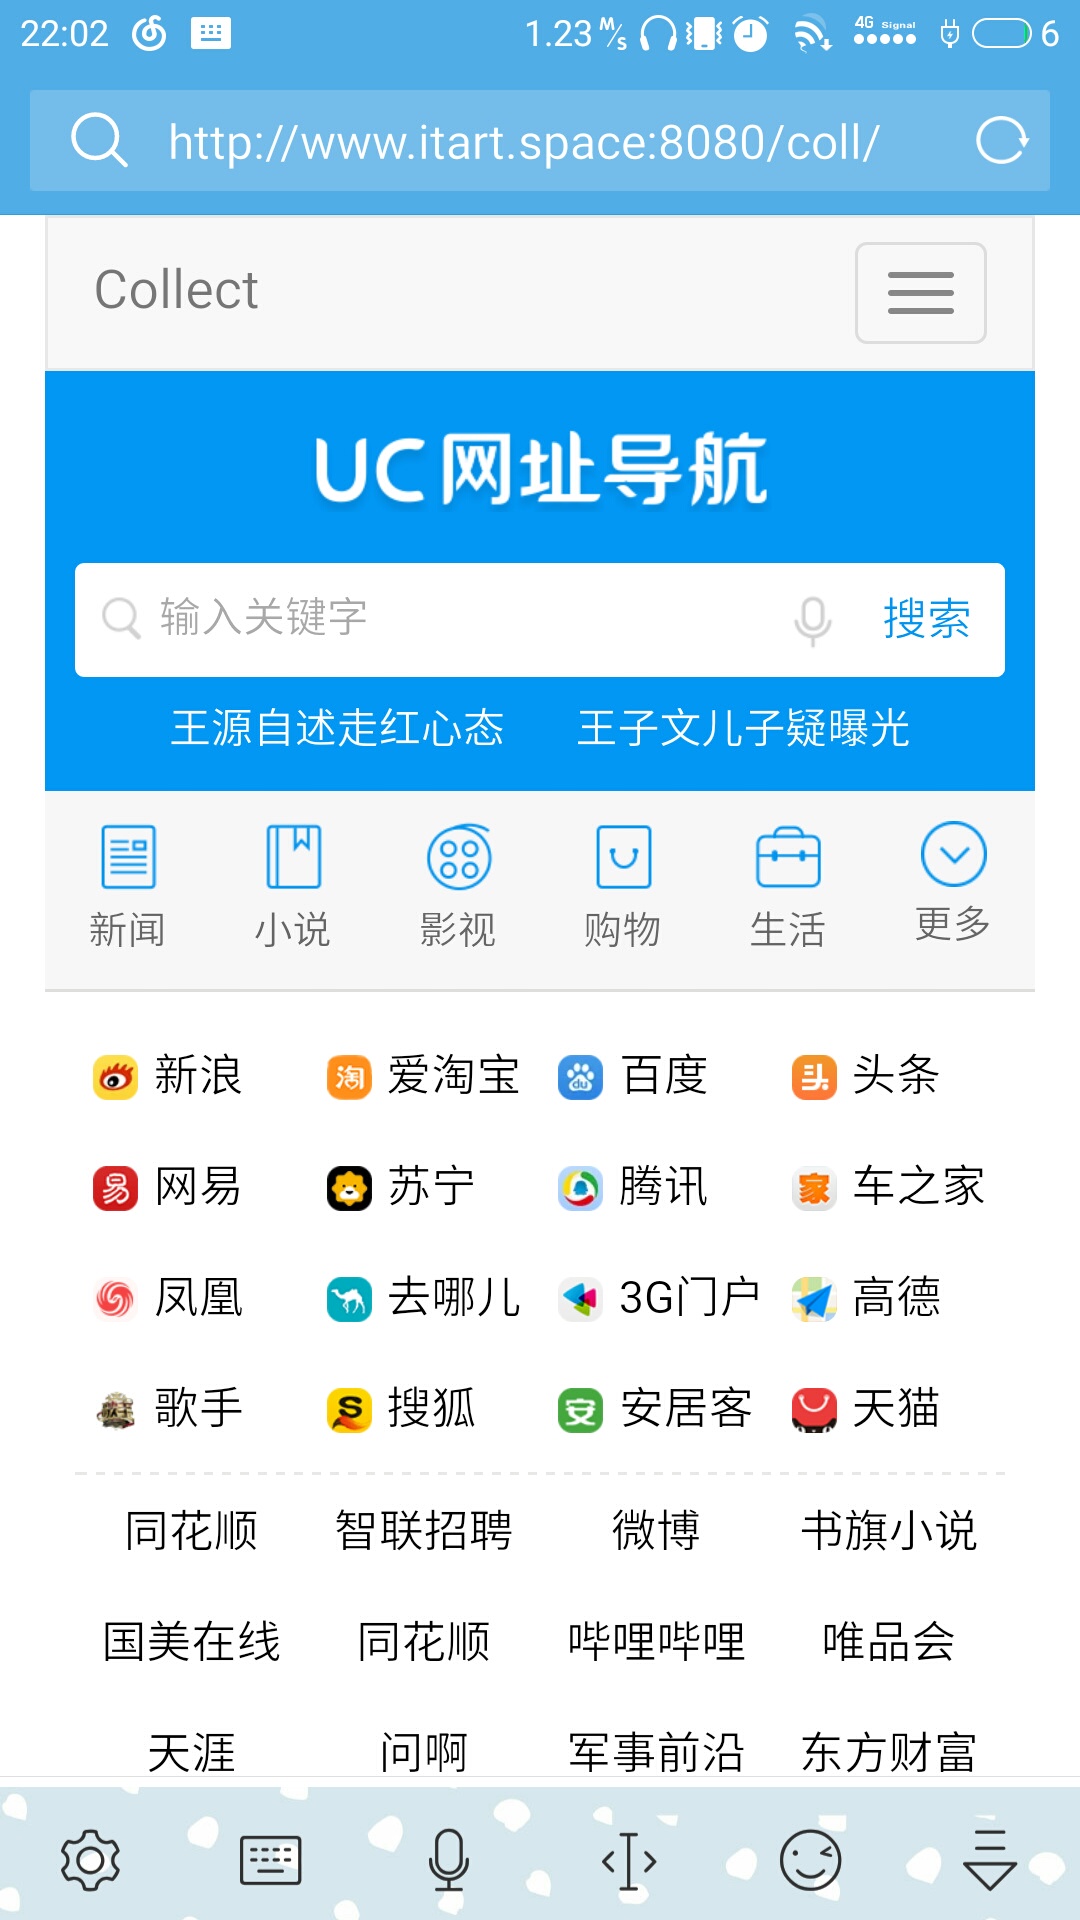 22:02 1.23 M/s 4G Signal 6
http://www.itart.space:8080/coll/
Collect
UC网址导航
输入关键字 搜索
王源自述走红心态 王子文儿子疑曝光
新闻 小说 影视 购物 生活 更多
新浪 淘 爱淘宝 du 百度 头 头条
易 网易 苏宁 腾讯 家 车之家
凤凰 去哪儿 3G门户 高德
歌手 S 搜狐 安 安居客 天猫
同花顺 智联招聘 微博 书旗小说
国美在线 同花顺 哔哩哔哩 唯品会
天涯 问啊 军事前沿 东方财富